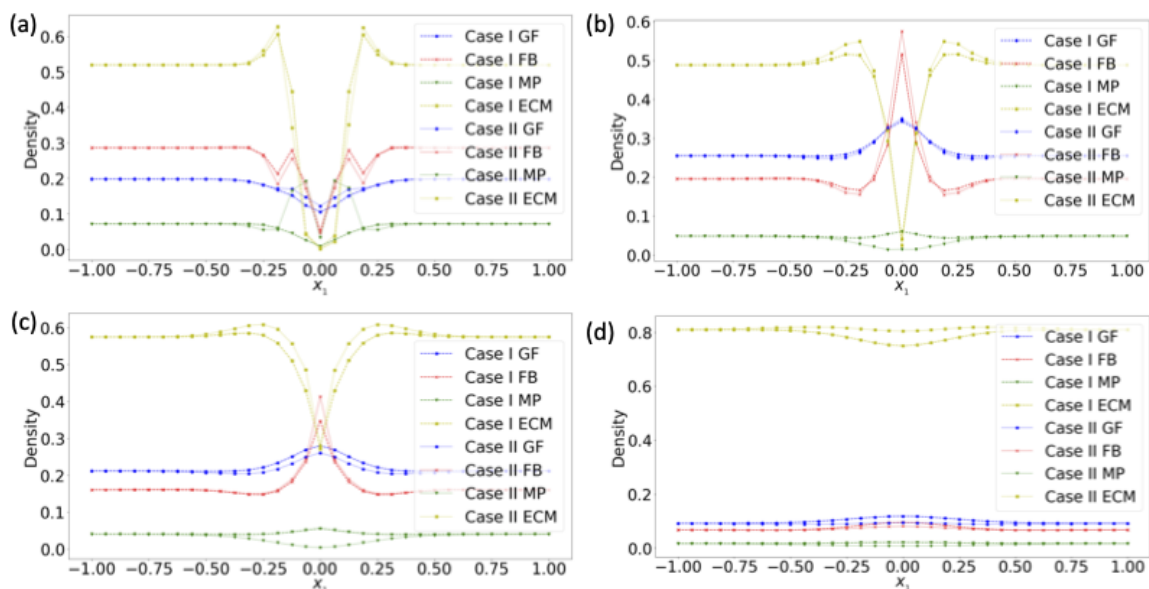 (a)
0.6
0.5
0.4
0.3
0.2
0.1
0.0
Density
−1.00 −0.75 −0.50 −0.25 0.00 0.25 0.50 0.75 1.00
x1
Case I GF
Case I FB
Case I MP
Case I ECM
Case II GF
Case II FB
Case II MP
Case II ECM
(b)
0.6
0.5
0.4
0.3
0.2
0.1
0.0
Density
−1.00 −0.75 −0.50 −0.25 0.00 0.25 0.50 0.75 1.00
x1
Case I GF
Case I FB
Case I MP
Case I ECM
Case II GF
Case II FB
Case II MP
Case II ECM
(c)
0.6
0.5
0.4
0.3
0.2
0.1
0.0
Density
−1.00 −0.75 −0.50 −0.25 0.00 0.25 0.50 0.75 1.00
x
Case I GF
Case I FB
Case I MP
Case I ECM
Case II GF
Case II FB
Case II MP
Case II ECM
(d)
0.8
0.6
0.4
0.2
0.0
Density
−1.00 −0.75 −0.50 −0.25 0.00 0.25 0.50 0.75 1.00
x1
Case I GF
Case I FB
Case I MP
Case I ECM
Case II GF
Case II FB
Case II MP
Case II ECM